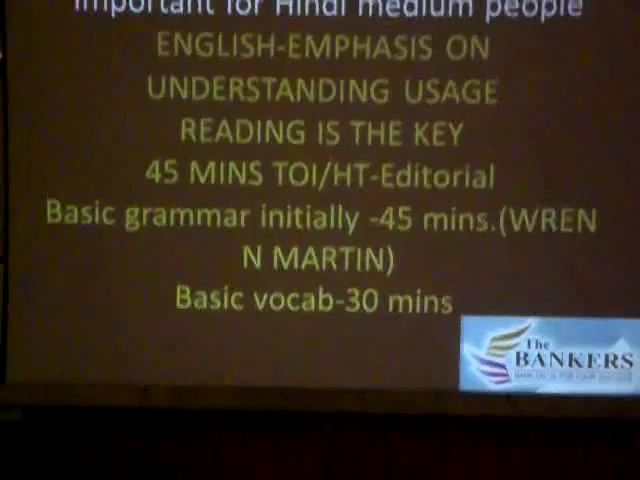 important for Hindi medium people
ENGLISH-EMPHASIS ON
UNDERSTANDING USAGE
READING IS THE KEY
45 MINS TOI/HT-Editorial
Basic grammar initially -45 mins.(WREN
N MARTIN)
Basic vocab-30 mins
The
BANKERS